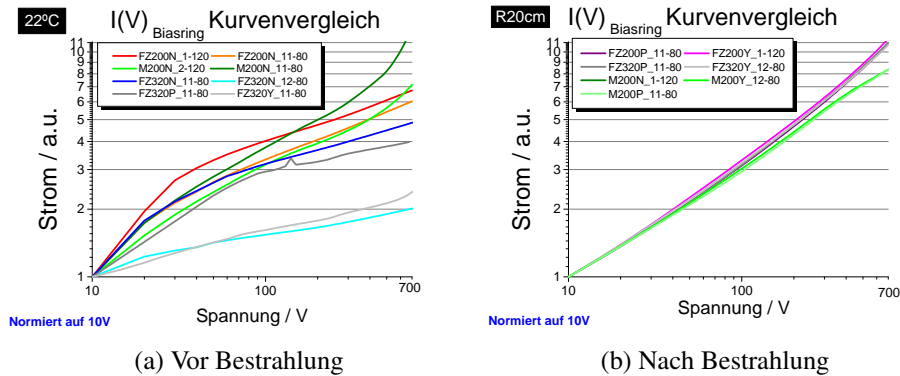 22ºC
I(V) Kurvenvergleich
Biasring
FZ200N_1-120 FZ200N_11-80
M200N_2-120 M200N_11-80
FZ320N_11-80 FZ320N_12-80
FZ320P_11-80 FZ320Y_11-80
Strom / a.u.
11
10
9
8
7
6
5
4
3
2
1
10 100 700
Spannung / V
Normiert auf 10V
(a) Vor Bestrahlung
R20cm
I(V) Kurvenvergleich
Biasring
FZ200P_11-80 FZ200Y_1-120
FZ320P_11-80 FZ320Y_12-80
M200N_1-120 M200Y_12-80
M200P_11-80
Strom / a.u.
11
10
9
8
7
6
5
4
3
2
1
10 100 700
Spannung / V
Normiert auf 10V
(b) Nach Bestrahlung